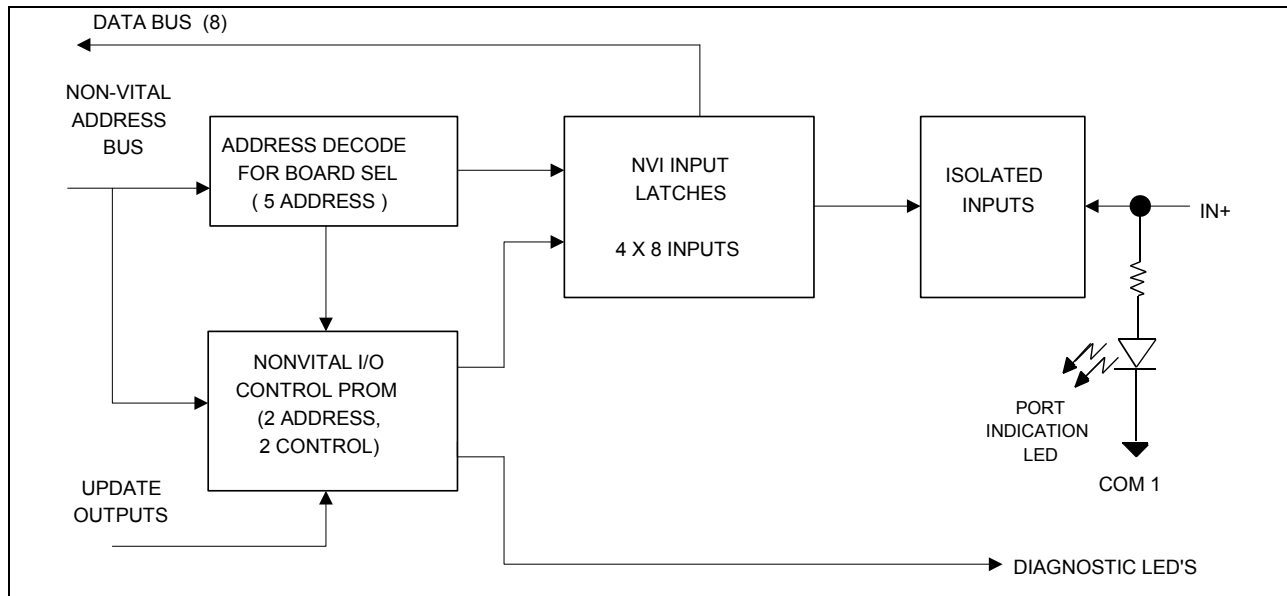 DATA BUS (8)
NON-VITAL
ADDRESS
BUS
ADDRESS DECODE
FOR BOARD SEL
( 5 ADDRESS )
NVI INPUT
LATCHES
4 X 8 INPUTS
ISOLATED
INPUTS
IN+
NONVITAL I/O
CONTROL PROM
(2 ADDRESS,
2 CONTROL)
PORT
INDICATION
LED
COM 1
UPDATE
OUTPUTS
DIAGNOSTIC LED'S